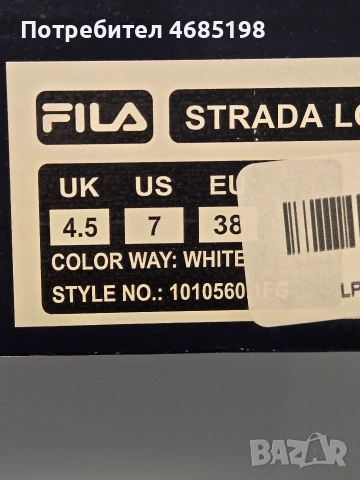 Потребител 4685198
FILA
STRADA LO
UK US EU
4.5 7 38
COLOR WAY: WHITE
STYLE NO.: 1010560
LP
BAZAR